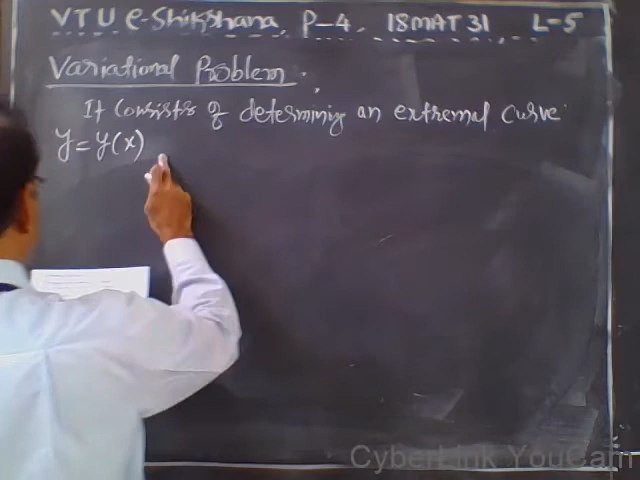 VTU e-Shikshana, P-4, 18MAT31 L-5
Variational Problem.
It consists of determining an extremal curve
y = y(x)
CyberLink YouCam